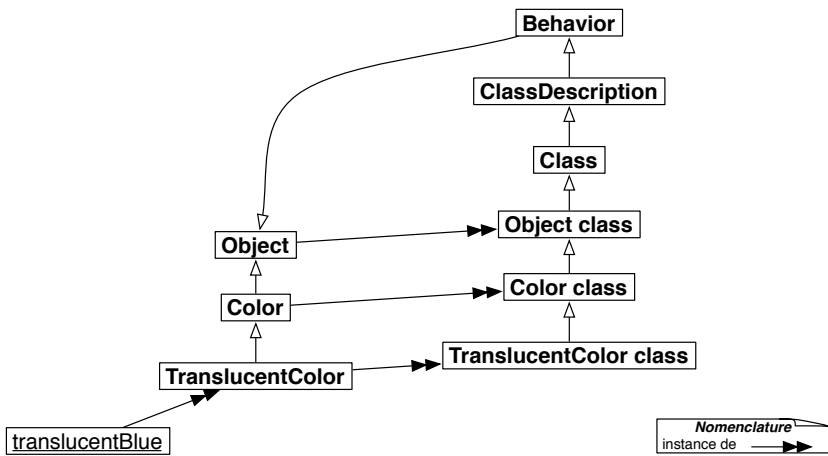 Behavior
ClassDescription
Class
Object class
Object
Color class
Color
TranslucentColor class
TranslucentColor
translucentBlue
Nomenclature
instance de